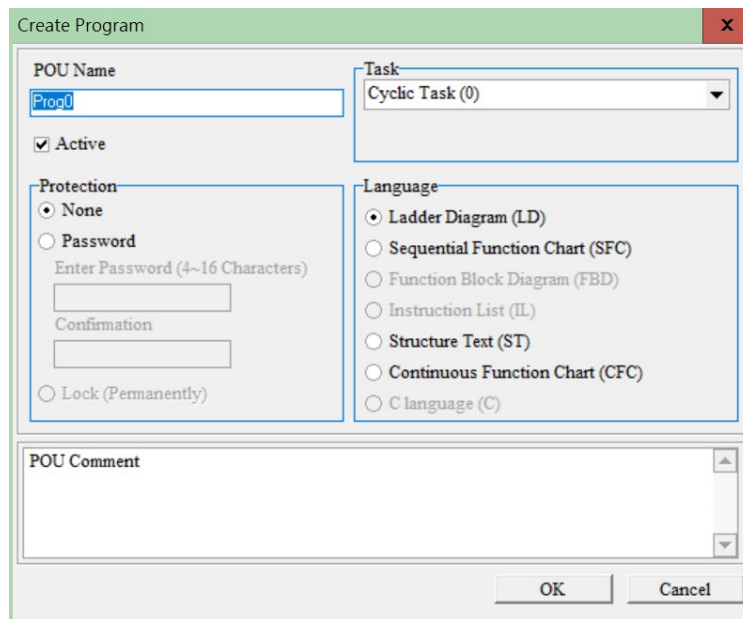 Create Program
x
POU Name
Prog0
Active
Task
Cyclic Task (0)
Protection
None
Password
Enter Password (4~16 Characters)
Confirmation
Lock (Permanently)
Language
Ladder Diagram (LD)
Sequential Function Chart (SFC)
Function Block Diagram (FBD)
Instruction List (IL)
Structure Text (ST)
Continuous Function Chart (CFC)
C language (C)
POU Comment
OK
Cancel